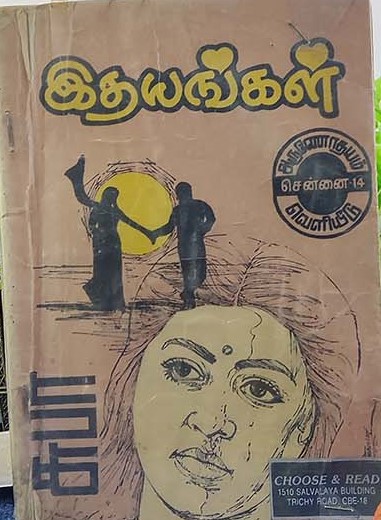 இதயங்கள்
அருணோதயம்
சென்னை-14
வெளியீடு
சுபா
CHOOSE & READ
1510 SALVALAYA BUILDING
TRICHY ROAD, CBE-18